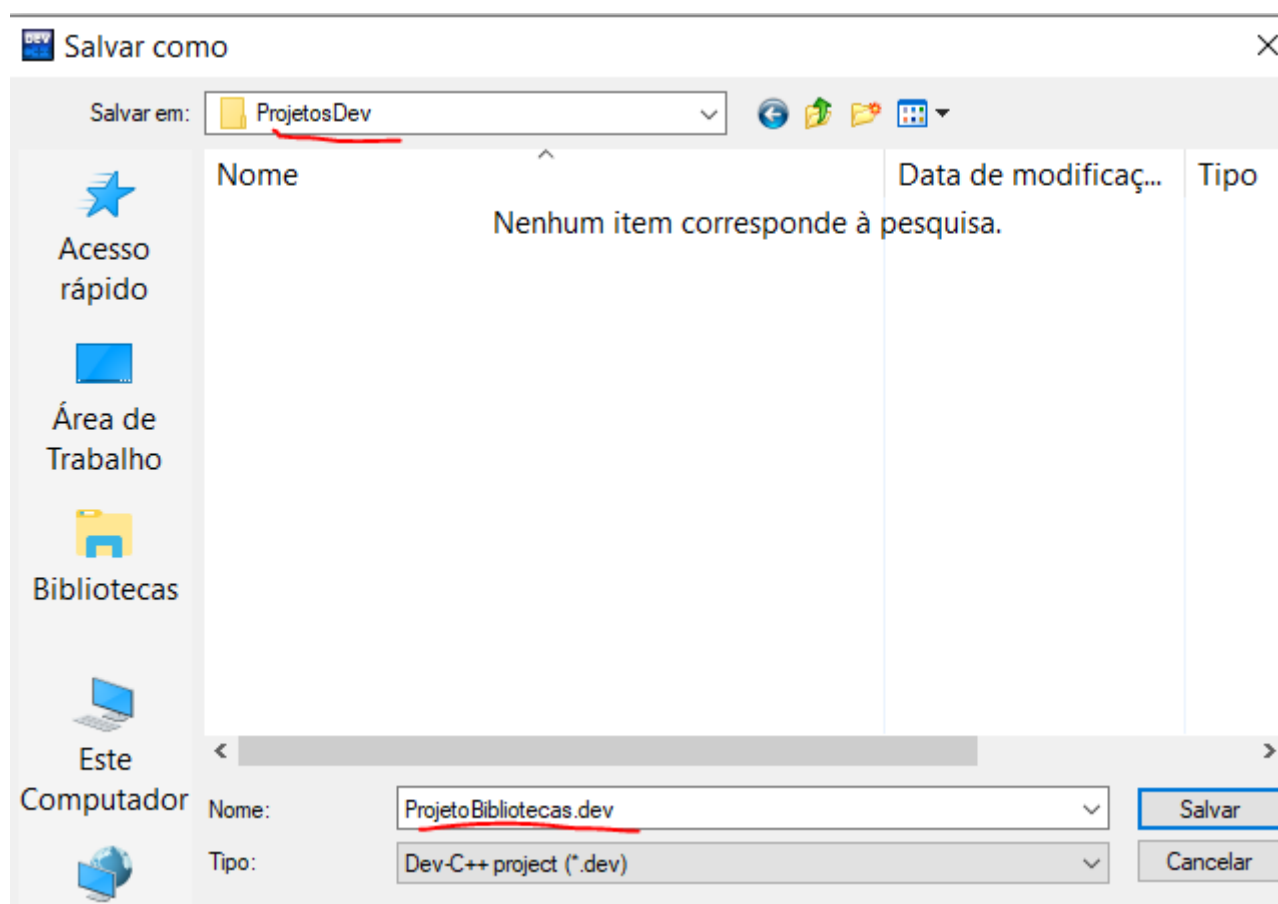 DEV
Salvar como
Salvar em:
ProjetosDev
Nome
Data de modificaç...
Tipo
Nenhum item corresponde à pesquisa.
Acesso
rápido
Área de
Trabalho
Bibliotecas
Este
Computador
Nome:
ProjetoBibliotecas.dev
Salvar
Tipo:
Dev-C++ project (*.dev)
Cancelar